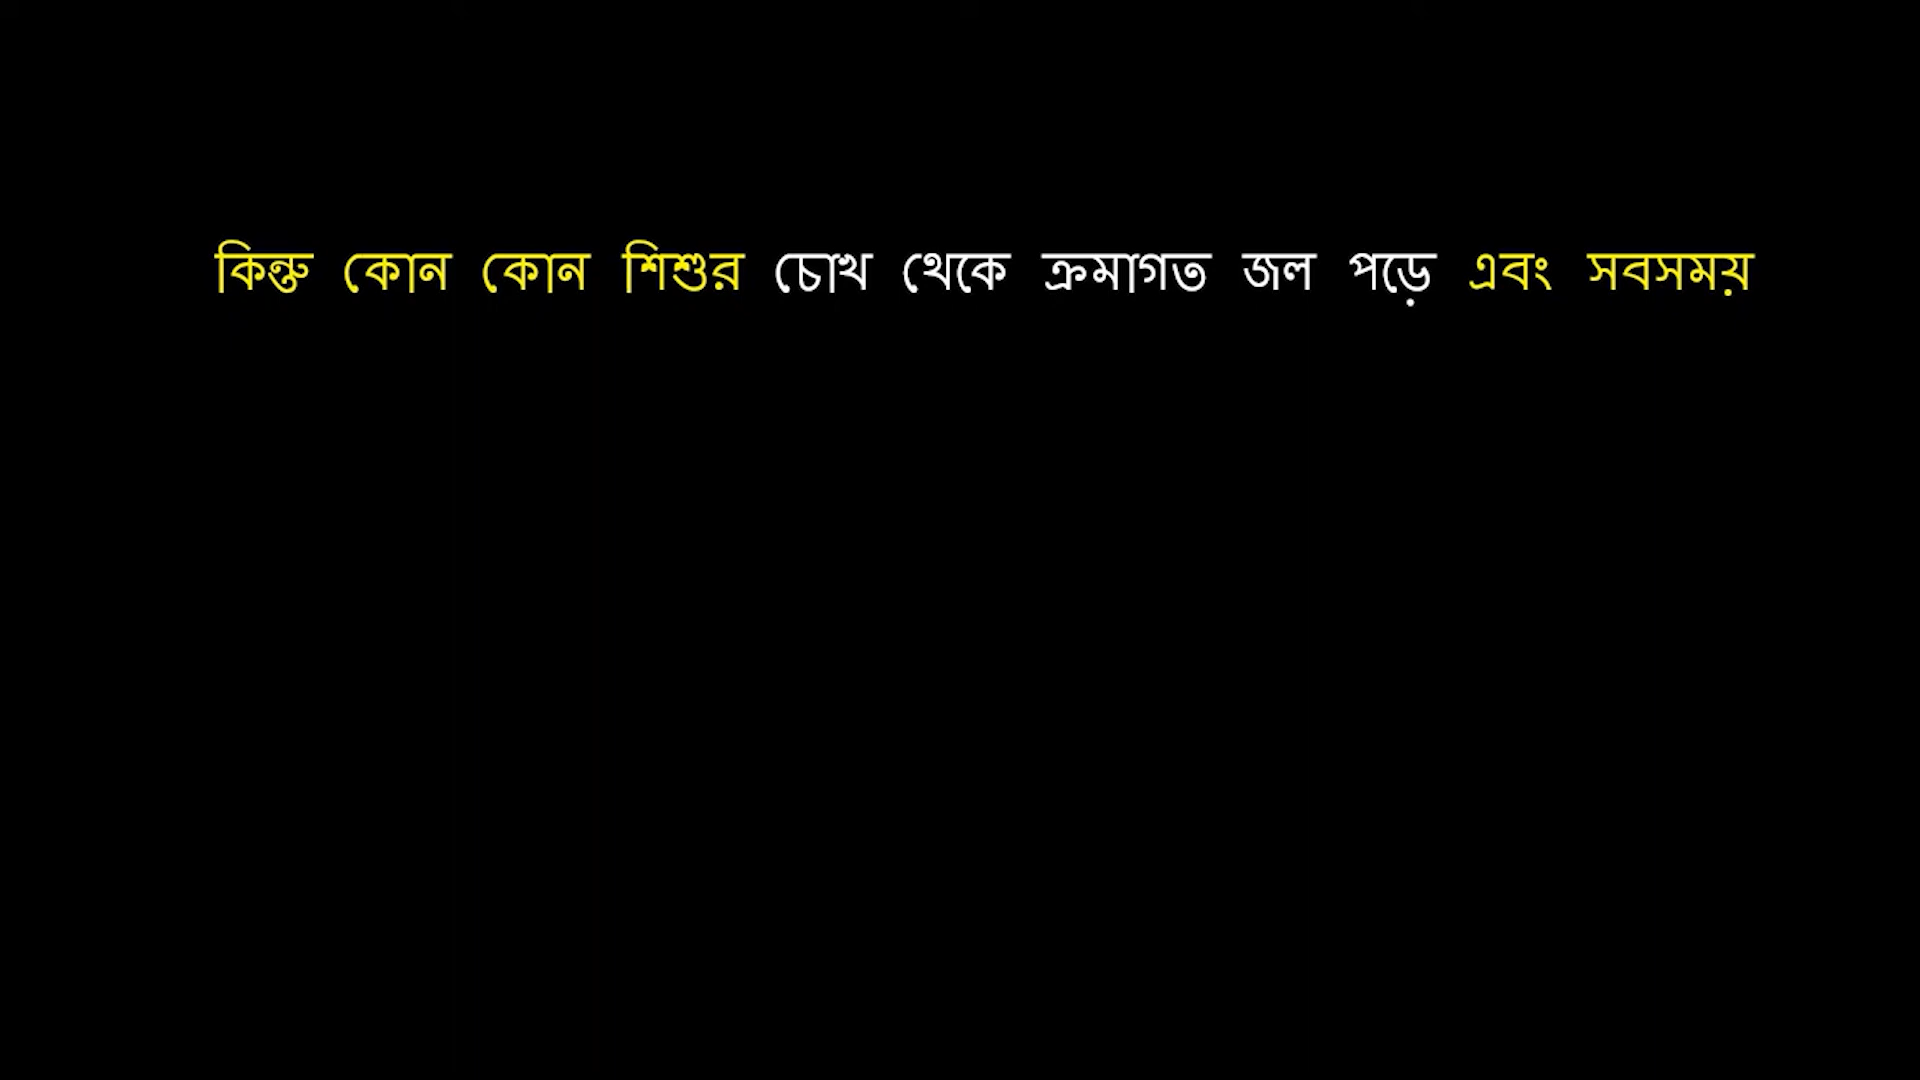 কিন্তু কোন কোন শিশুর চোখ থেকে ক্রমাগত জল পড়ে এবং সবসময়